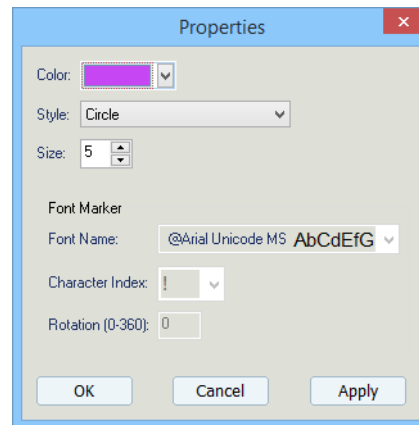 Properties
Color:
Style: Circle
Size: 5
Font Marker
Font Name: @Arial Unicode MS AbCdEfG
Character Index: !
Rotation (0-360): 0
OK Cancel Apply